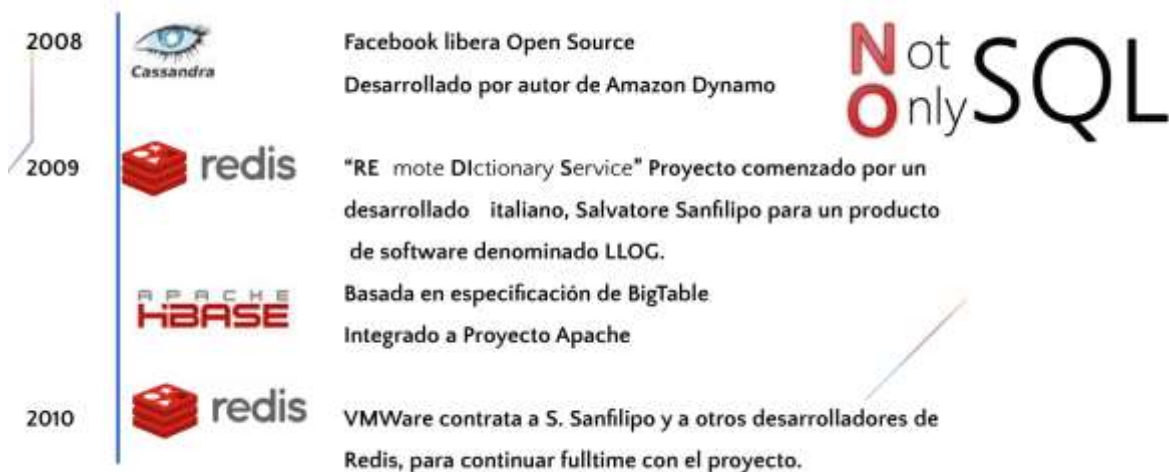 2008
Cassandra
Facebook libera Open Source
Desarrollado por autor de Amazon Dynamo
Not
Only
SQL
2009
redis
“RE mote DIctionary Service” Proyecto comenzado por un
desarrollado italiano, Salvatore Sanfilipo para un producto
de software denominado LLOG.
APACHE
HBASE
Basada en especificación de BigTable
Integrado a Proyecto Apache
2010
redis
VMWare contrata a S. Sanfilipo y a otros desarrolladores de
Redis, para continuar fulltime con el proyecto.